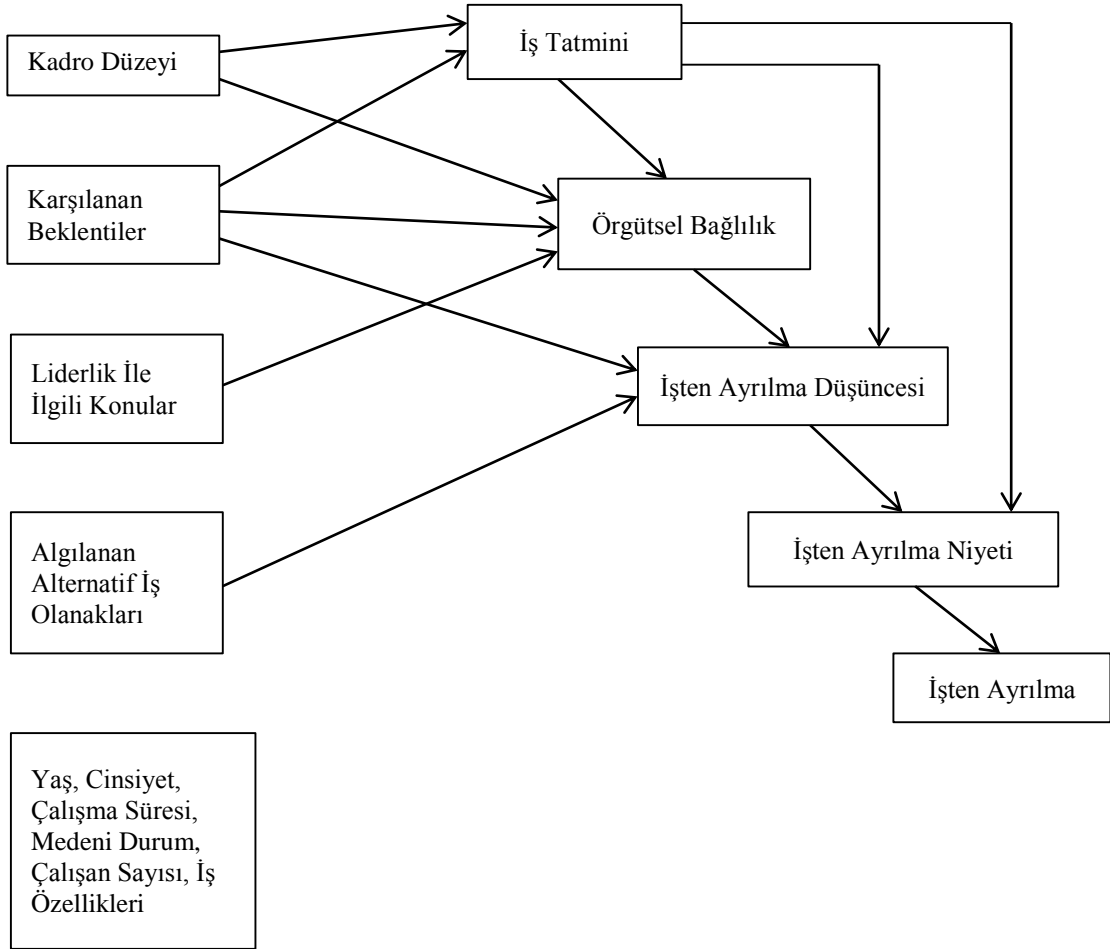 İş Tatmini
Kadro Düzeyi
Karşılanan
Beklentiler
Örgütsel Bağlılık
Liderlik İle
İlgili Konular
İşten Ayrılma Düşüncesi
Algılanan
Alternatif İş
Olanakları
İşten Ayrılma Niyeti
İşten Ayrılma
Yaş, Cinsiyet,
Çalışma Süresi,
Medeni Durum,
Çalışan Sayısı, İş
Özellikleri